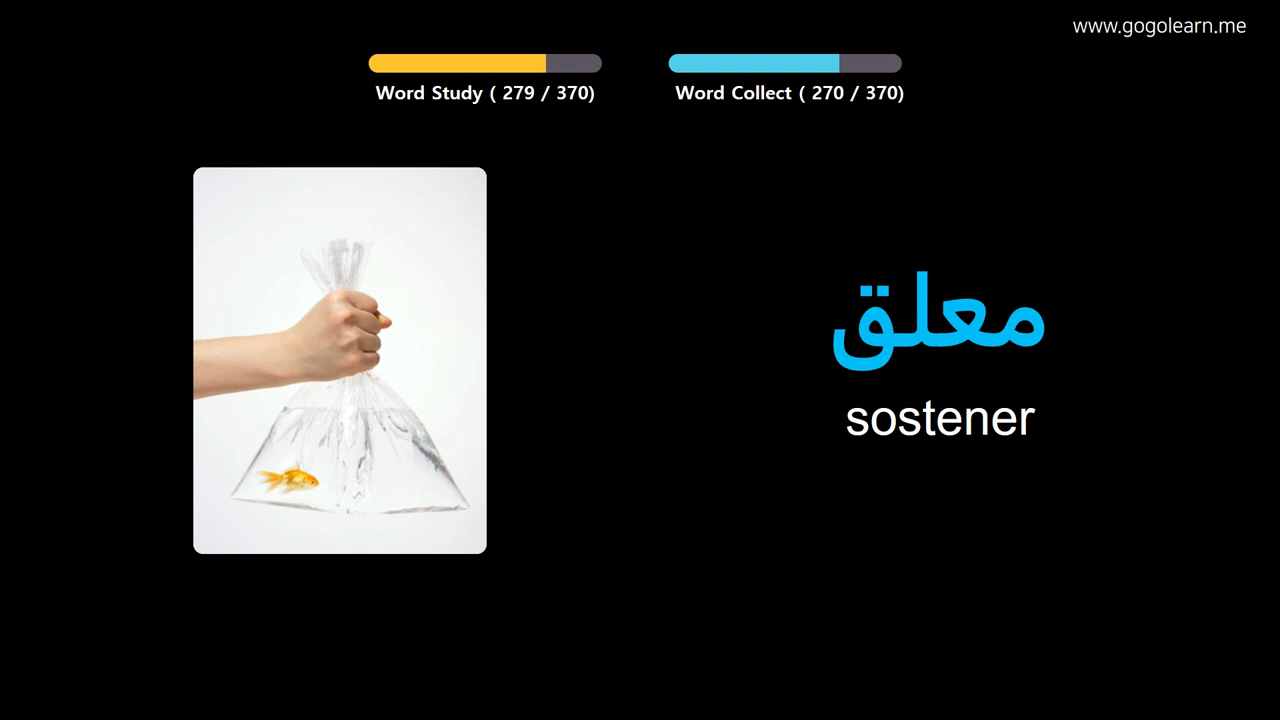 www.gogolearn.me
Word Study ( 279 / 370)
Word Collect ( 270 / 370)
معلق
sostener